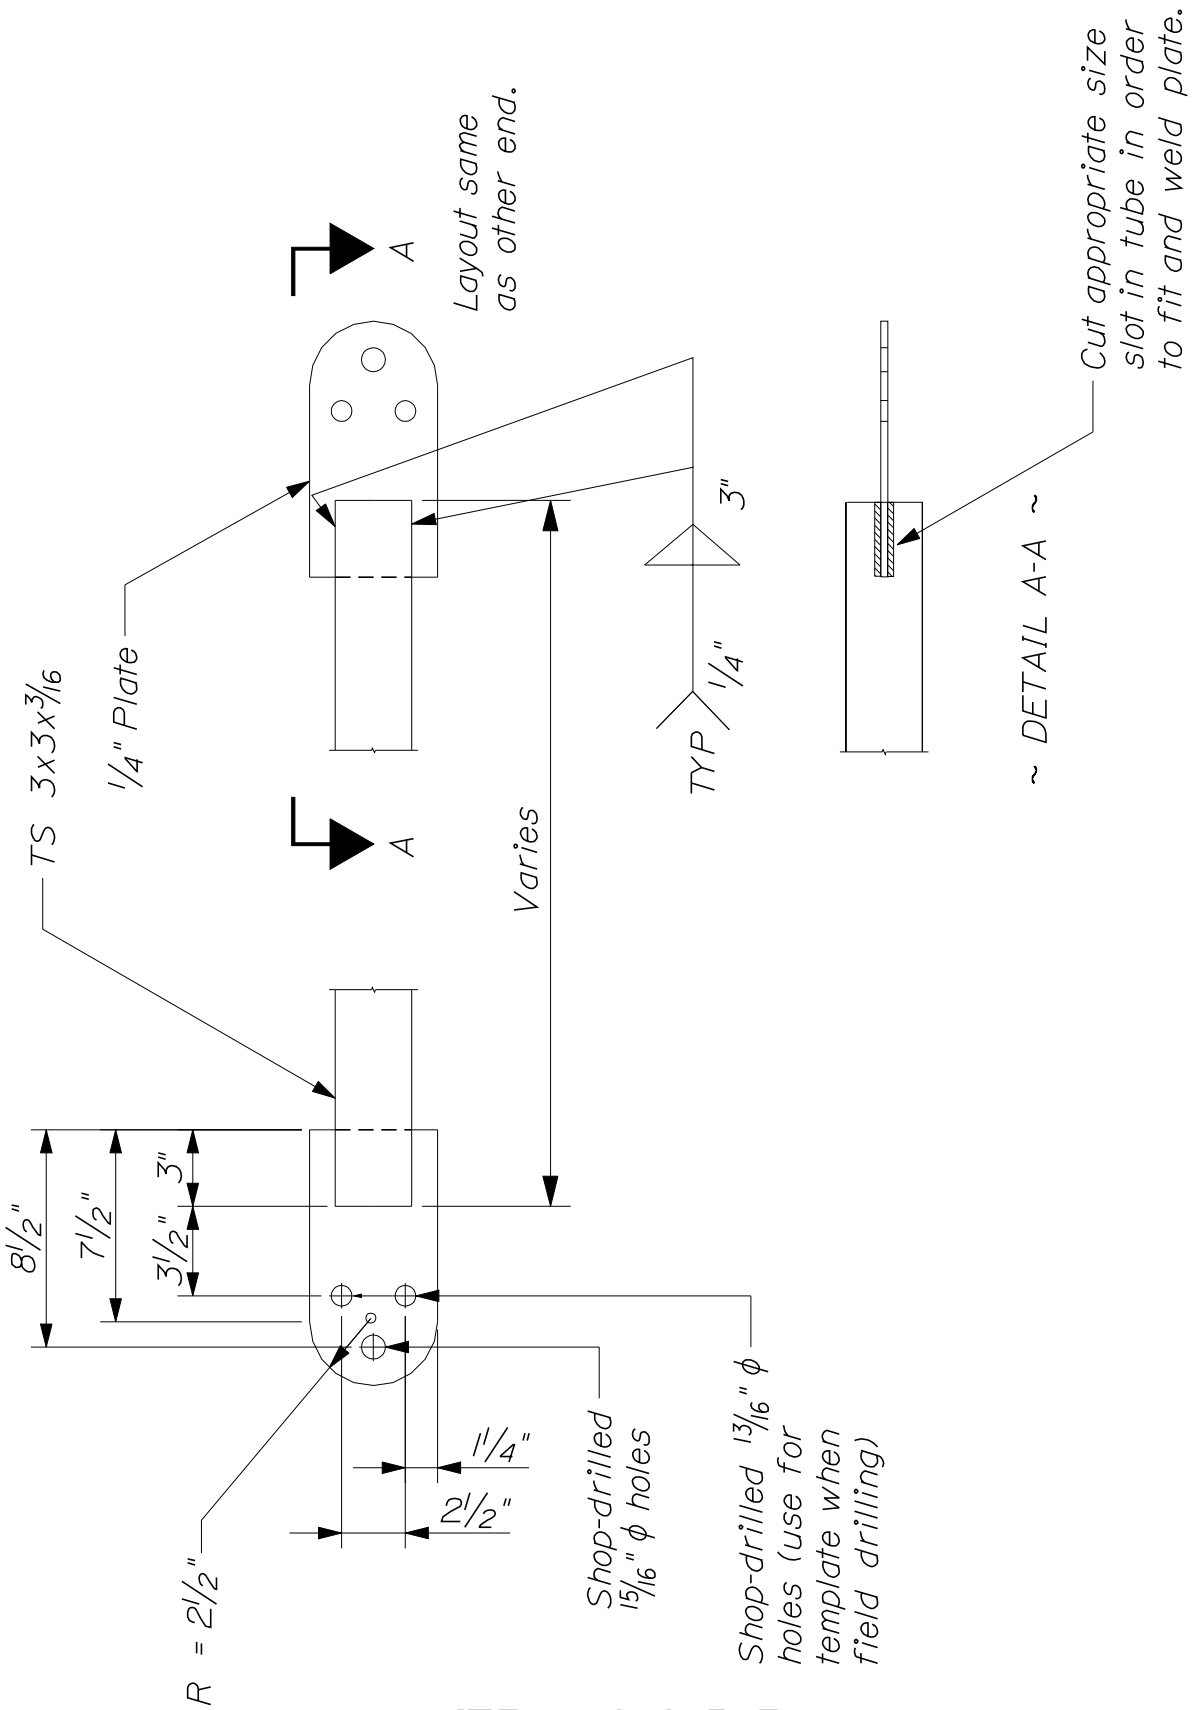 R = 2 1/2"
8 1/2"
7 1/2"
3 1/2"
3"
TS 3x3x3/16
1/4" Plate
A
A
Layout same
as other end.
2 1/2"
1 1/4"
Varies
Shop-drilled
15/16" ϕ holes
Shop-drilled 13/16" ϕ
holes (use for
template when
field drilling)
TYP
1/4"
3"
~ DETAIL A-A ~
Cut appropriate size
slot in tube in order
to fit and weld plate.